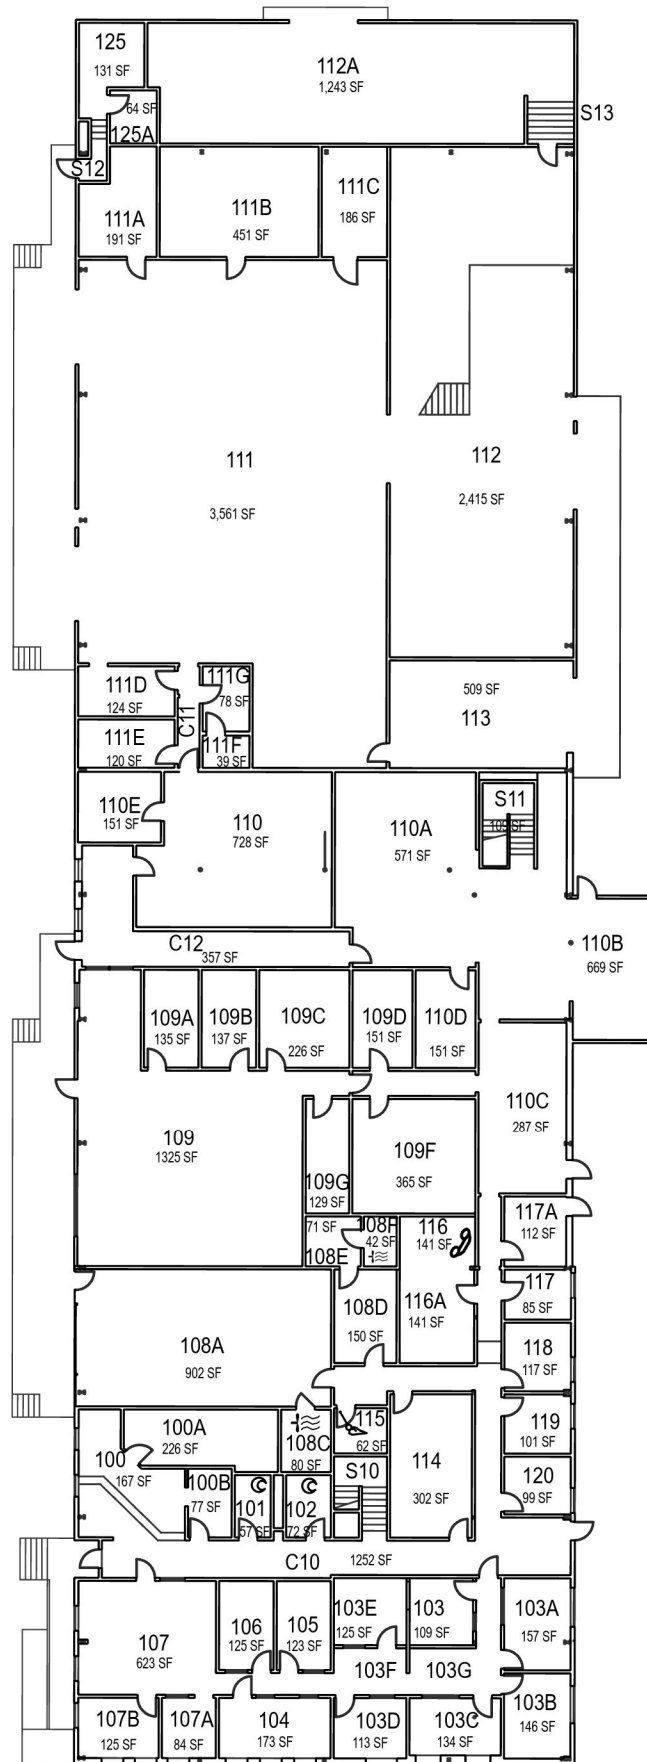 125
131 SF
112A
1,243 SF
64 SF
125A
S13
S12
111A
191 SF
111B
451 SF
111C
186 SF
111
3,561 SF
112
2,415 SF
111D
124 SF
111G
78 SF
C11
111E
120 SF
111F
39 SF
509 SF
113
110E
151 SF
110
728 SF
110A
571 SF
S11
109 SF
C12
357 SF
110B
669 SF
109A
135 SF
109B
137 SF
109C
226 SF
109D
151 SF
110D
151 SF
110C
287 SF
109
1325 SF
109F
365 SF
109G
129 SF
71 SF
108E
108F
42 SF
116
141 SF
117A
112 SF
108A
902 SF
108D
150 SF
116A
141 SF
117
85 SF
118
117 SF
100A
226 SF
100
167 SF
108C
80 SF
115
62 SF
119
101 SF
100B
77 SF
101
57 SF
102
72 SF
S10
114
302 SF
120
99 SF
C10
1252 SF
107
623 SF
106
125 SF
105
123 SF
103E
125 SF
103
109 SF
103A
157 SF
103F
103G
107B
125 SF
107A
84 SF
104
173 SF
103D
113 SF
103C
134 SF
103B
146 SF